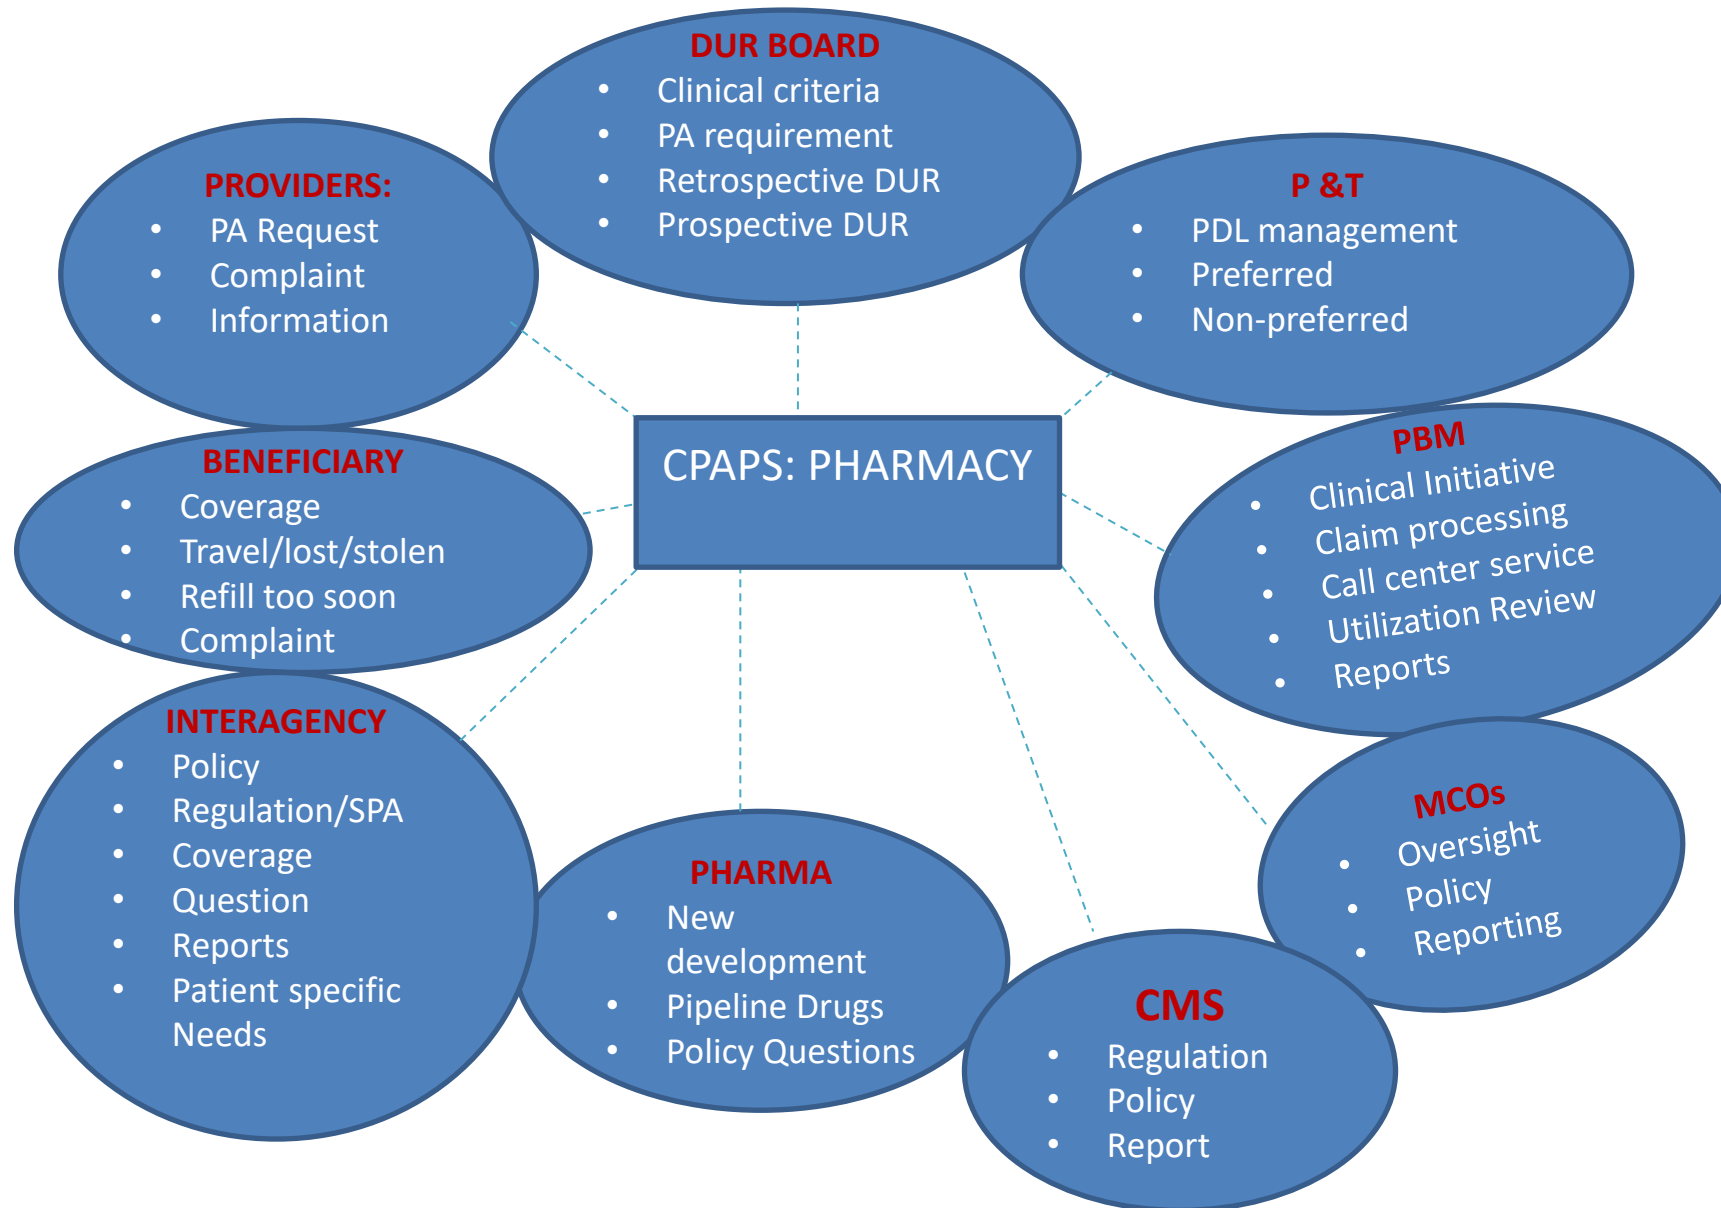 DUR BOARD
• Clinical criteria
• PA requirement
• Retrospective DUR
• Prospective DUR
PROVIDERS:
• PA Request
• Complaint
• Information
P &T
• PDL management
• Preferred
• Non-preferred
CPAPS: PHARMACY
BENEFICIARY
• Coverage
• Travel/lost/stolen
• Refill too soon
• Complaint
PBM
• Clinical Initiative
• Claim processing
• Call center service
• Utilization Review
• Reports
INTERAGENCY
• Policy
• Regulation/SPA
• Coverage
• Question
• Reports
• Patient specific
Needs
PHARMA
• New
development
• Pipeline Drugs
• Policy Questions
CMS
• Regulation
• Policy
• Report
MCOs
• Oversight
• Policy
• Reporting